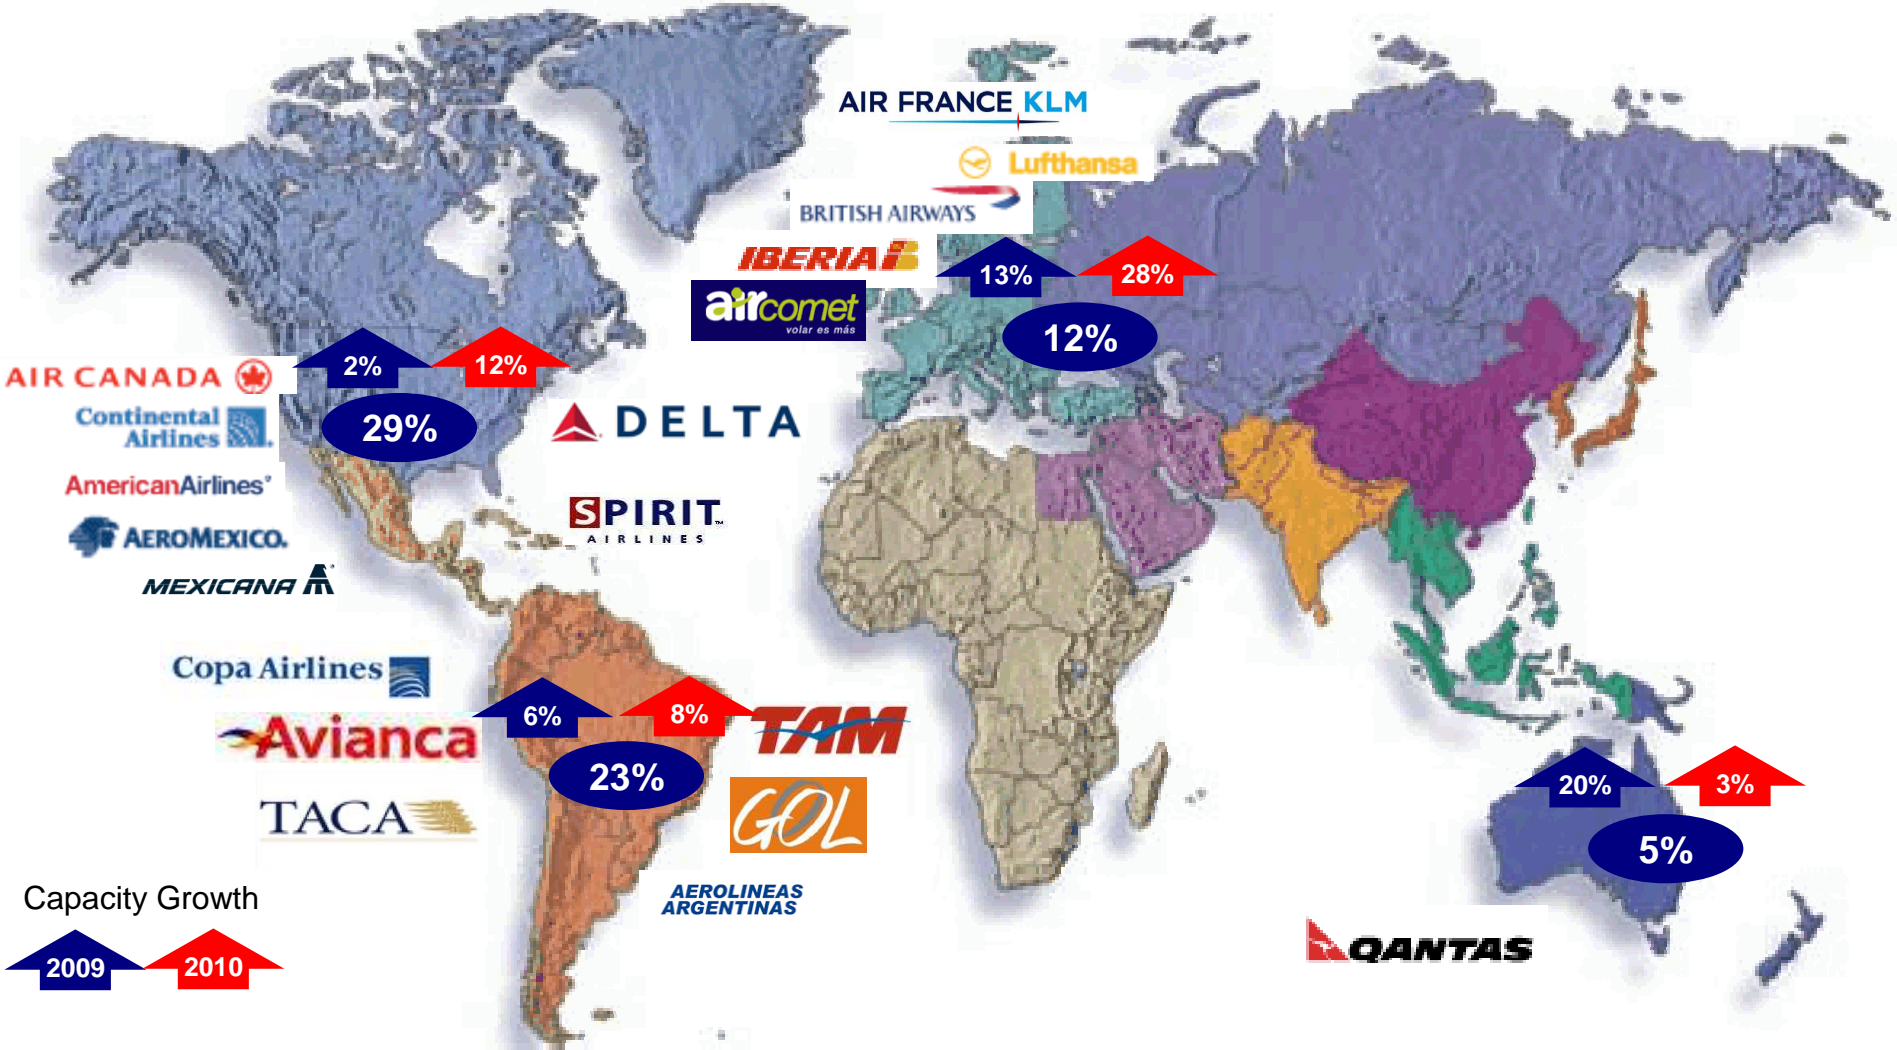 AIR FRANCE KLM
Lufthansa
BRITISH AIRWAYS
IBERIA
aircomet
volar es más
13%
28%
12%
2%
12%
29%
AIR CANADA
Continental
Airlines
AmericanAirlines
AEROMEXICO.
MEXICANA
DELTA
SPIRIT™
AIRLINES
Copa Airlines
Avianca
TACA
6%
8%
23%
TAM
GOL
AEROLINEAS
ARGENTINAS
20%
3%
5%
QANTAS
Capacity Growth
2009
2010